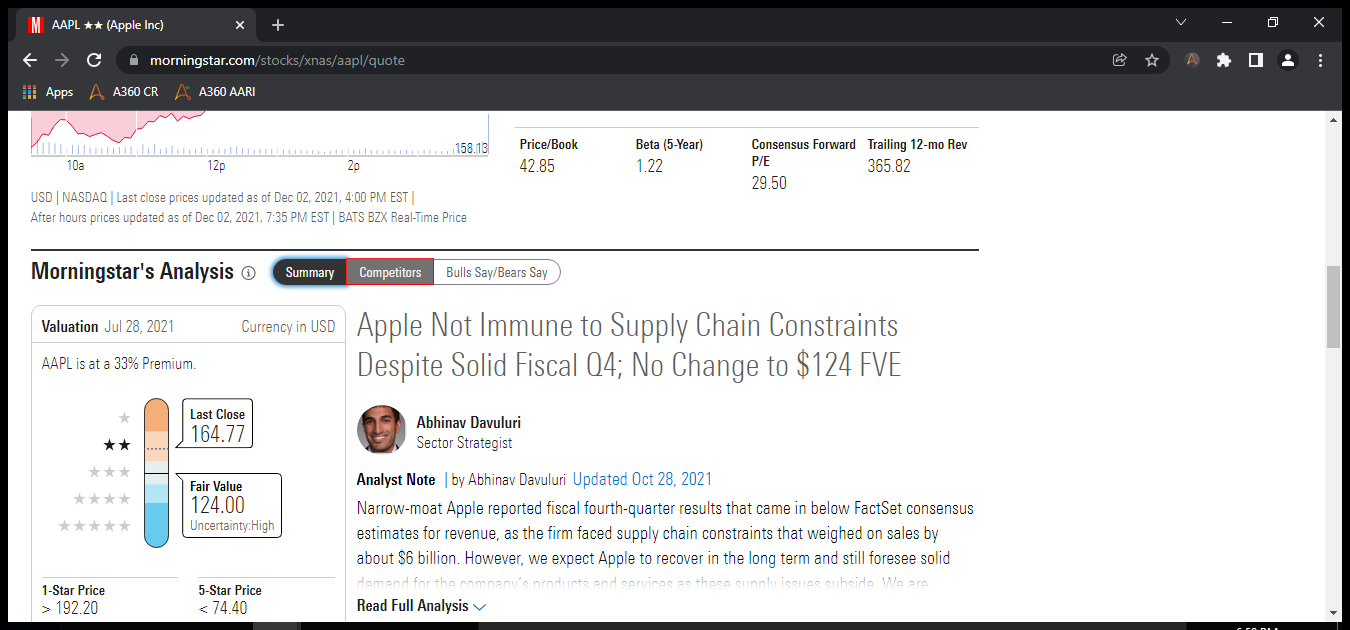 AAPL ★★ (Apple Inc)
morningstar.com/stocks/xnas/aapl/quote
Apps A360 CR A360 AARI
158.13
10a 12p 2p
Price/Book Beta (5-Year) Consensus Forward P/E Trailing 12-mo Rev
42.85 1.22 29.50 365.82
USD | NASDAQ | Last close prices updated as of Dec 02, 2021, 4:00 PM EST |
After hours prices updated as of Dec 02, 2021, 7:35 PM EST | BATS BZX Real-Time Price
Morningstar's Analysis Summary Competitors Bulls Say/Bears Say
Valuation Jul 28, 2021 Currency in USD
AAPL is at a 33% Premium.
Last Close
164.77
Fair Value
124.00
Uncertainty:High
1-Star Price 5-Star Price
> 192.20 < 74.40
Apple Not Immune to Supply Chain Constraints
Despite Solid Fiscal Q4; No Change to $124 FVE
Abhinav Davuluri
Sector Strategist
Analyst Note | by Abhinav Davuluri Updated Oct 28, 2021
Narrow-moat Apple reported fiscal fourth-quarter results that came in below FactSet consensus
estimates for revenue, as the firm faced supply chain constraints that weighed on sales by
about $6 billion. However, we expect Apple to recover in the long term and still foresee solid
demand for the company's products and services as these supply issues subside. We are
Read Full Analysis